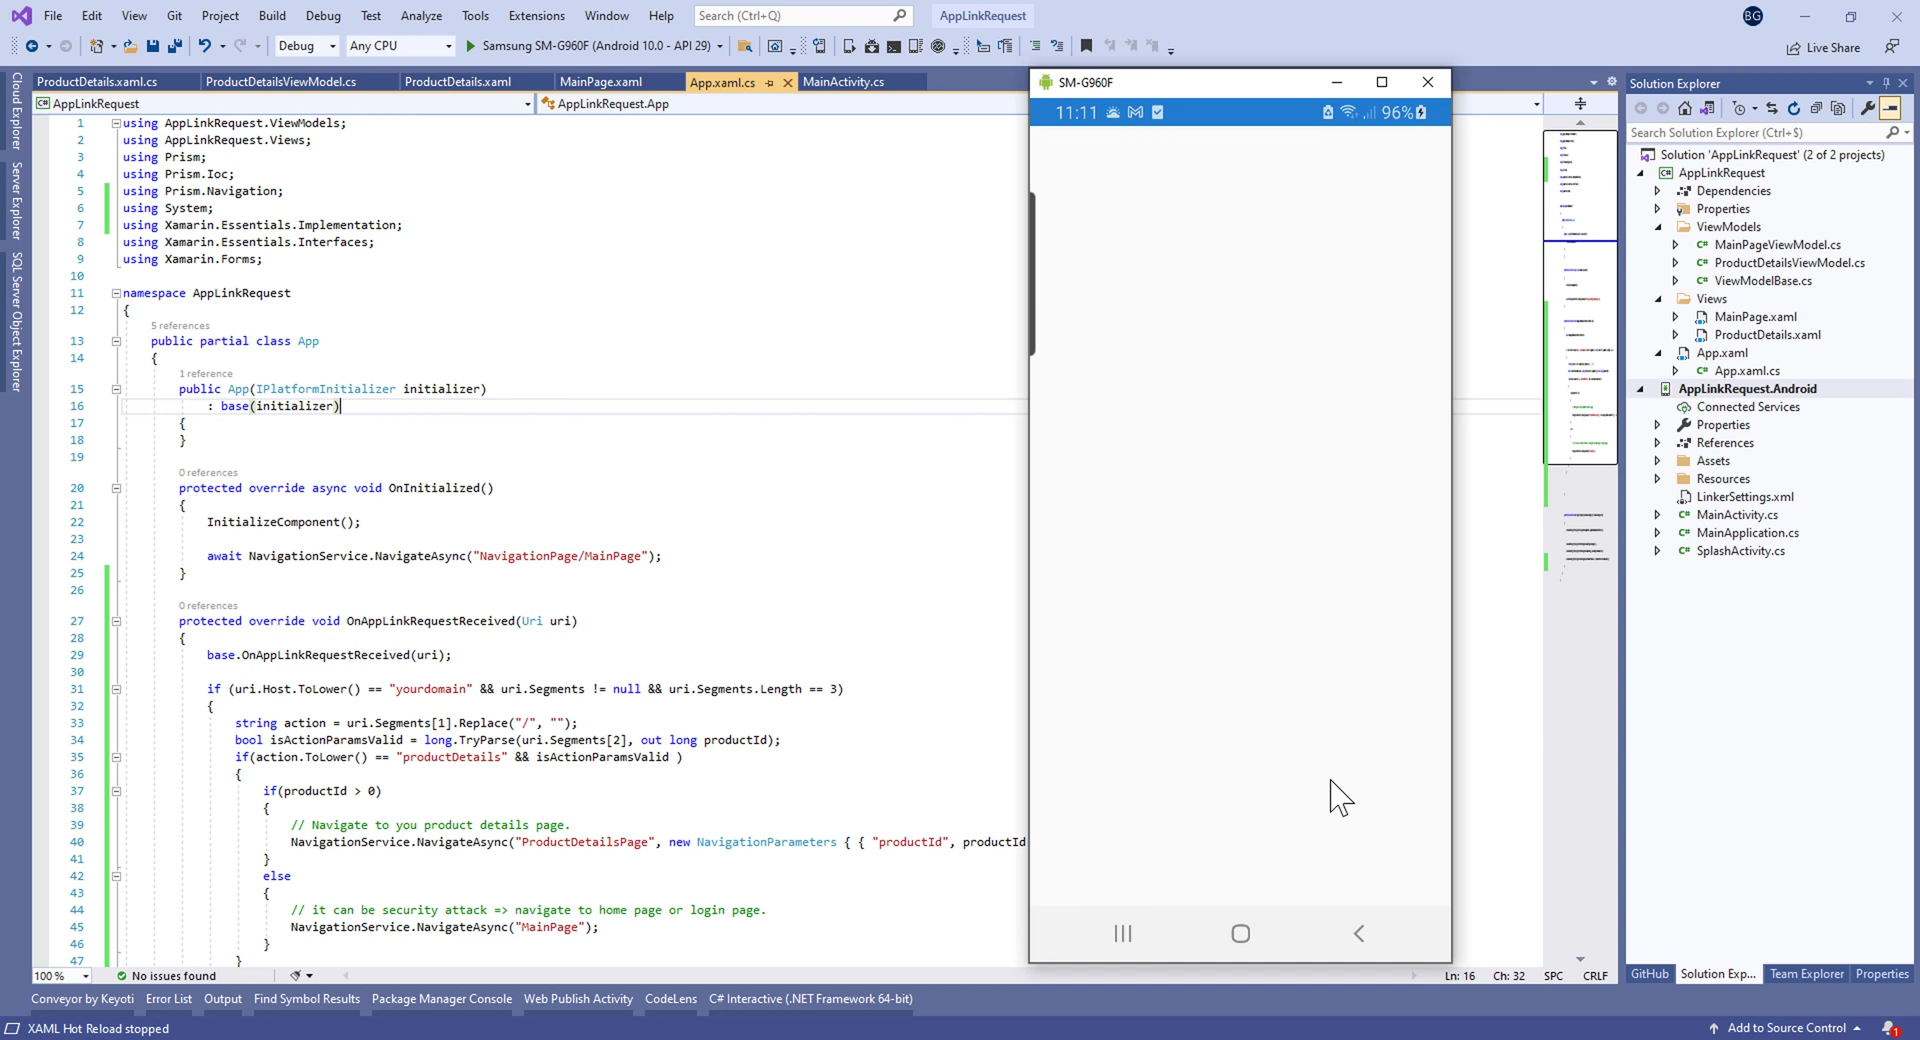 File Edit View Git Project Build Debug Test Analyze Tools Extensions Window Help Search (Ctrl+Q) AppLinkRequest BG
Debug Any CPU Samsung SM-G960F (Android 10.0 - API 29) Live Share
ProductDetails.xaml.cs ProductDetailsViewModel.cs ProductDetails.xaml MainPage.xaml App.xaml.cs MainActivity.cs
AppLinkRequest AppLinkRequest.App
Cloud Explorer
Server Explorer
SQL Server Object Explorer
1 using AppLinkRequest.ViewModels;
2 using AppLinkRequest.Views;
3 using Prism;
4 using Prism.Ioc;
5 using Prism.Navigation;
6 using System;
7 using Xamarin.Essentials.Implementation;
8 using Xamarin.Essentials.Interfaces;
9 using Xamarin.Forms;
10
11 namespace AppLinkRequest
12 {
5 references
13 public partial class App
14 {
1 reference
15 public App(IPlatformInitializer initializer)
16 : base(initializer)
17 {
18 }
19
0 references
20 protected override async void OnInitialized()
21 {
22 InitializeComponent();
23
24 await NavigationService.NavigateAsync("NavigationPage/MainPage");
25 }
26
0 references
27 protected override void OnAppLinkRequestReceived(Uri uri)
28 {
29 base.OnAppLinkRequestReceived(uri);
30
31 if (uri.Host.ToLower() == "yourdomain" && uri.Segments != null && uri.Segments.Length == 3)
32 {
33 string action = uri.Segments[1].Replace("/", "");
34 bool isActionParamsValid = long.TryParse(uri.Segments[2], out long productId);
35 if(action.ToLower() == "productDetails" && isActionParamsValid )
36 {
37 if(productId > 0)
38 {
39 // Navigate to you product details page.
40 NavigationService.NavigateAsync("ProductDetailsPage", new NavigationParameters { { "productId", productId
41 }
42 else
43 {
44 // it can be security attack => navigate to home page or login page.
45 NavigationService.NavigateAsync("MainPage");
46 }
47 }
100 % No issues found Ln: 16 Ch: 32 SPC CRLF
SM-G960F
11:11 96%
Solution Explorer
Search Solution Explorer (Ctrl+$)
Solution 'AppLinkRequest' (2 of 2 projects)
C# AppLinkRequest
Dependencies
Properties
ViewModels
C# MainPageViewModel.cs
C# ProductDetailsViewModel.cs
C# ViewModelBase.cs
Views
MainPage.xaml
ProductDetails.xaml
App.xaml
C# App.xaml.cs
AppLinkRequest.Android
Connected Services
Properties
References
Assets
Resources
LinkerSettings.xml
C# MainActivity.cs
C# MainApplication.cs
C# SplashActivity.cs
GitHub Solution Exp... Team Explorer Properties
Conveyor by Keyoti Error List Output Find Symbol Results Package Manager Console Web Publish Activity CodeLens C# Interactive (.NET Framework 64-bit)
XAML Hot Reload stopped Add to Source Control 1